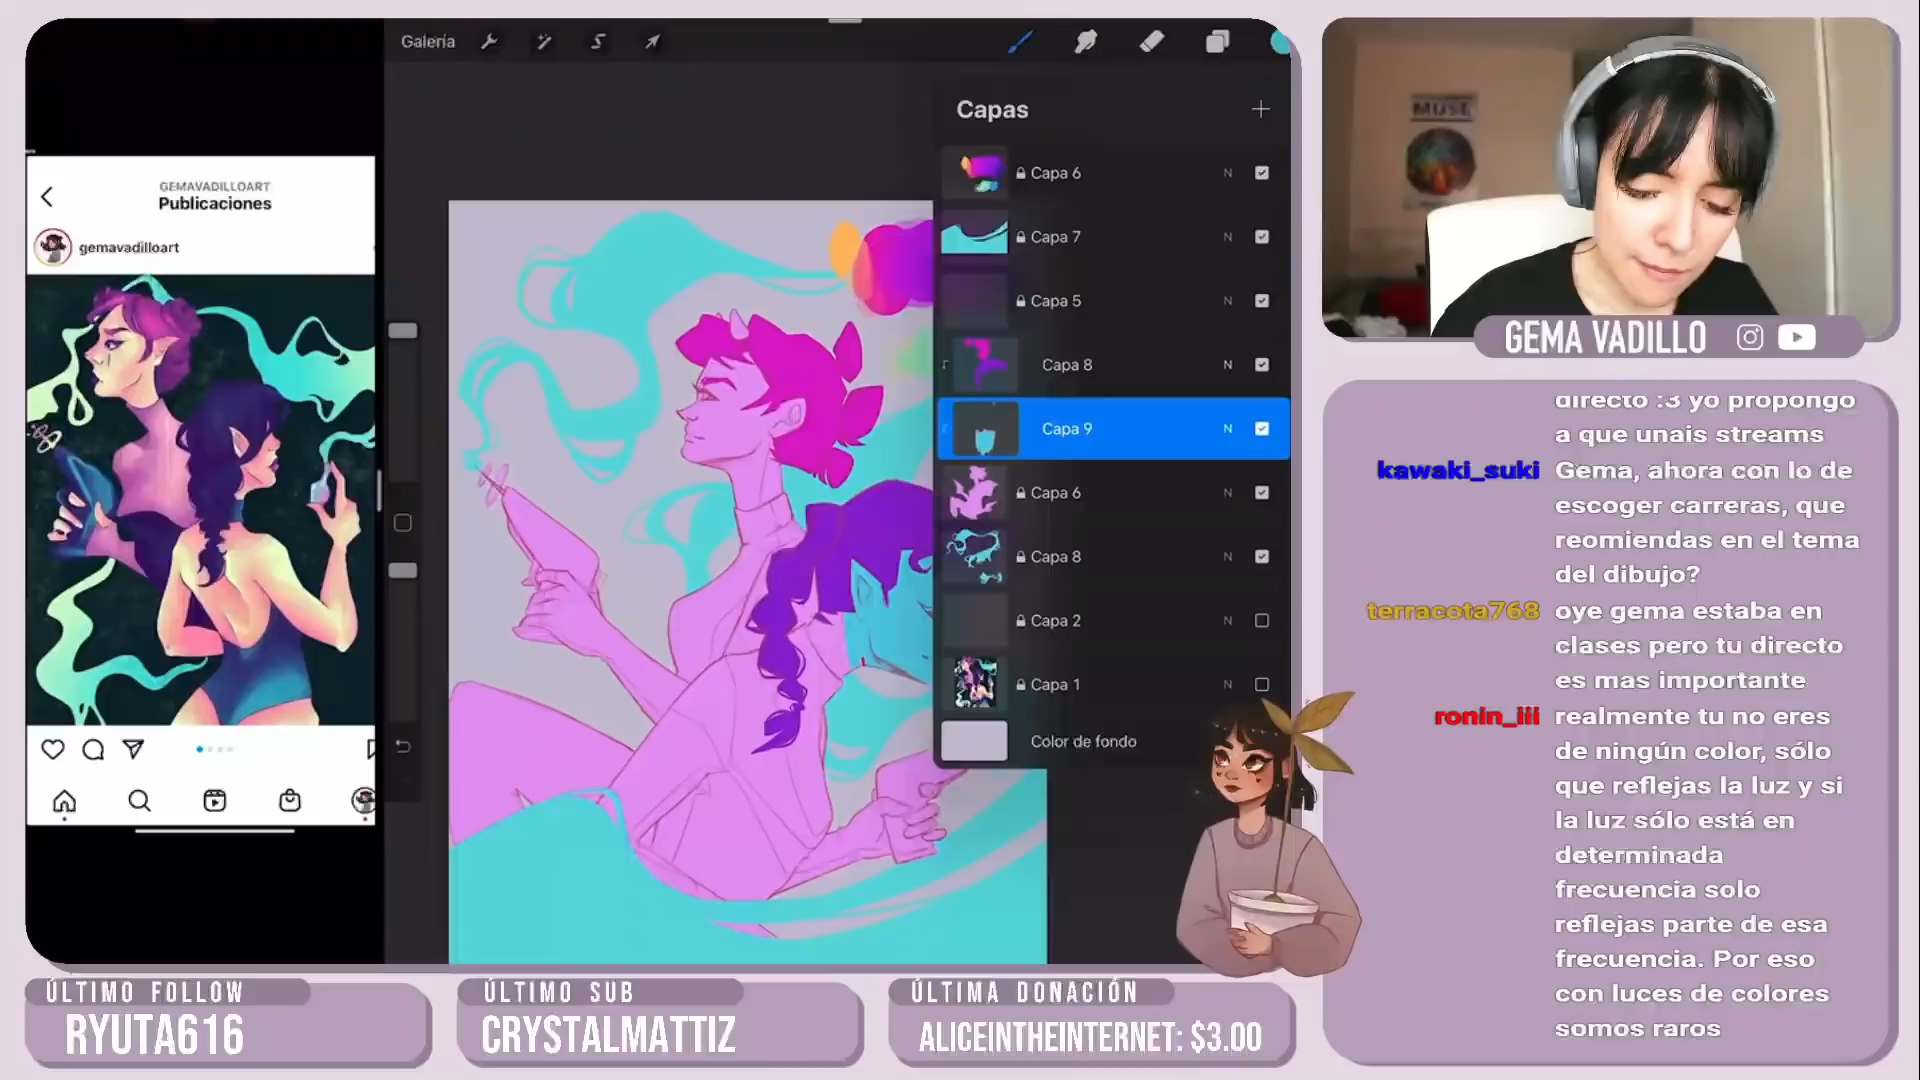 Galería
GEMAVADILLOART
Publicaciones
gemavadilloart
Capas
Capa 6 N
Capa 7 N
Capa 5 N
Capa 8 N
Capa 9 N
Capa 6 N
Capa 8 N
Capa 2 N
Capa 1 N
Color de fondo
MUSE
GEMA VADILLO
directo :3 yo propongo
a que unais streams
kawaki_suki Gema, ahora con lo de
escoger carreras, que
reomiendas en el tema
del dibujo?
terracota768 oye gema estaba en
clases pero tu directo
es mas importante
ronin_iii realmente tu no eres
de ningún color, sólo
que reflejas la luz y si
la luz sólo está en
determinada
frecuencia solo
reflejas parte de esa
frecuencia. Por eso
con luces de colores
somos raros
ÚLTIMO FOLLOW
RYUTA616
ÚLTIMO SUB
CRYSTALMATTIZ
ÚLTIMA DONACIÓN
ALICEINTHEINTERNET: $3.00